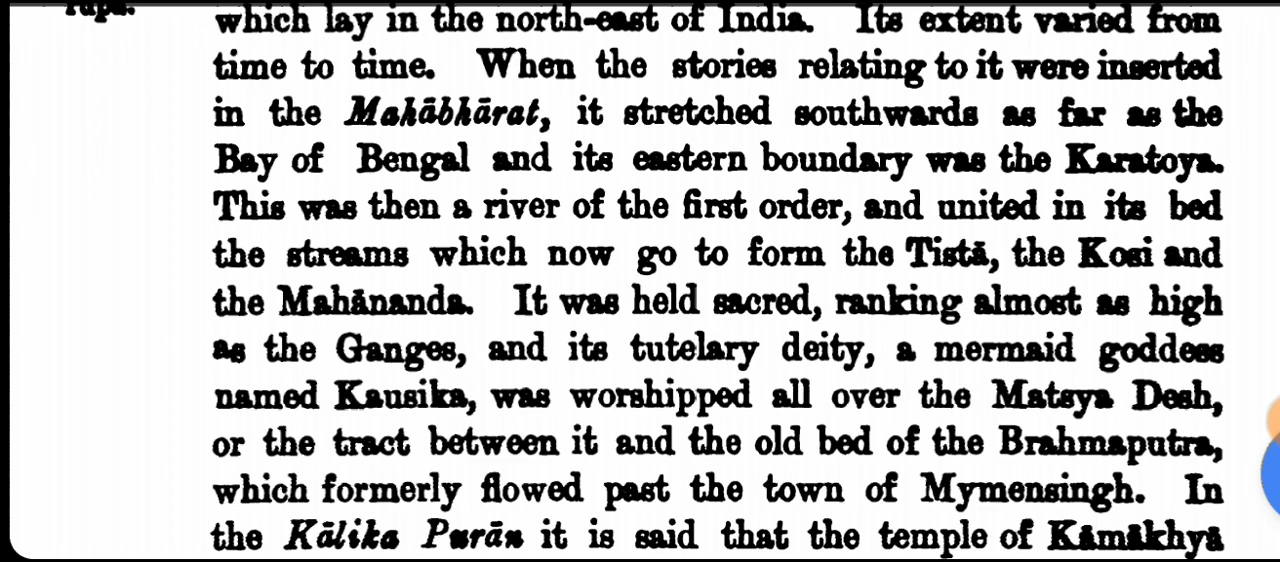 rupa.
which lay in the north-east of India. Its extent varied from
time to time. When the stories relating to it were inserted
in the Mahābhārat, it stretched southwards as far as the
Bay of Bengal and its eastern boundary was the Karatoya.
This was then a river of the first order, and united in its bed
the streams which now go to form the Tistā, the Kosi and
the Mahānanda. It was held sacred, ranking almost as high
as the Ganges, and its tutelary deity, a mermaid goddess
named Kausika, was worshipped all over the Matsya Desh,
or the tract between it and the old bed of the Brahmaputra,
which formerly flowed past the town of Mymensingh. In
the Kālika Purān it is said that the temple of Kāmākhyā